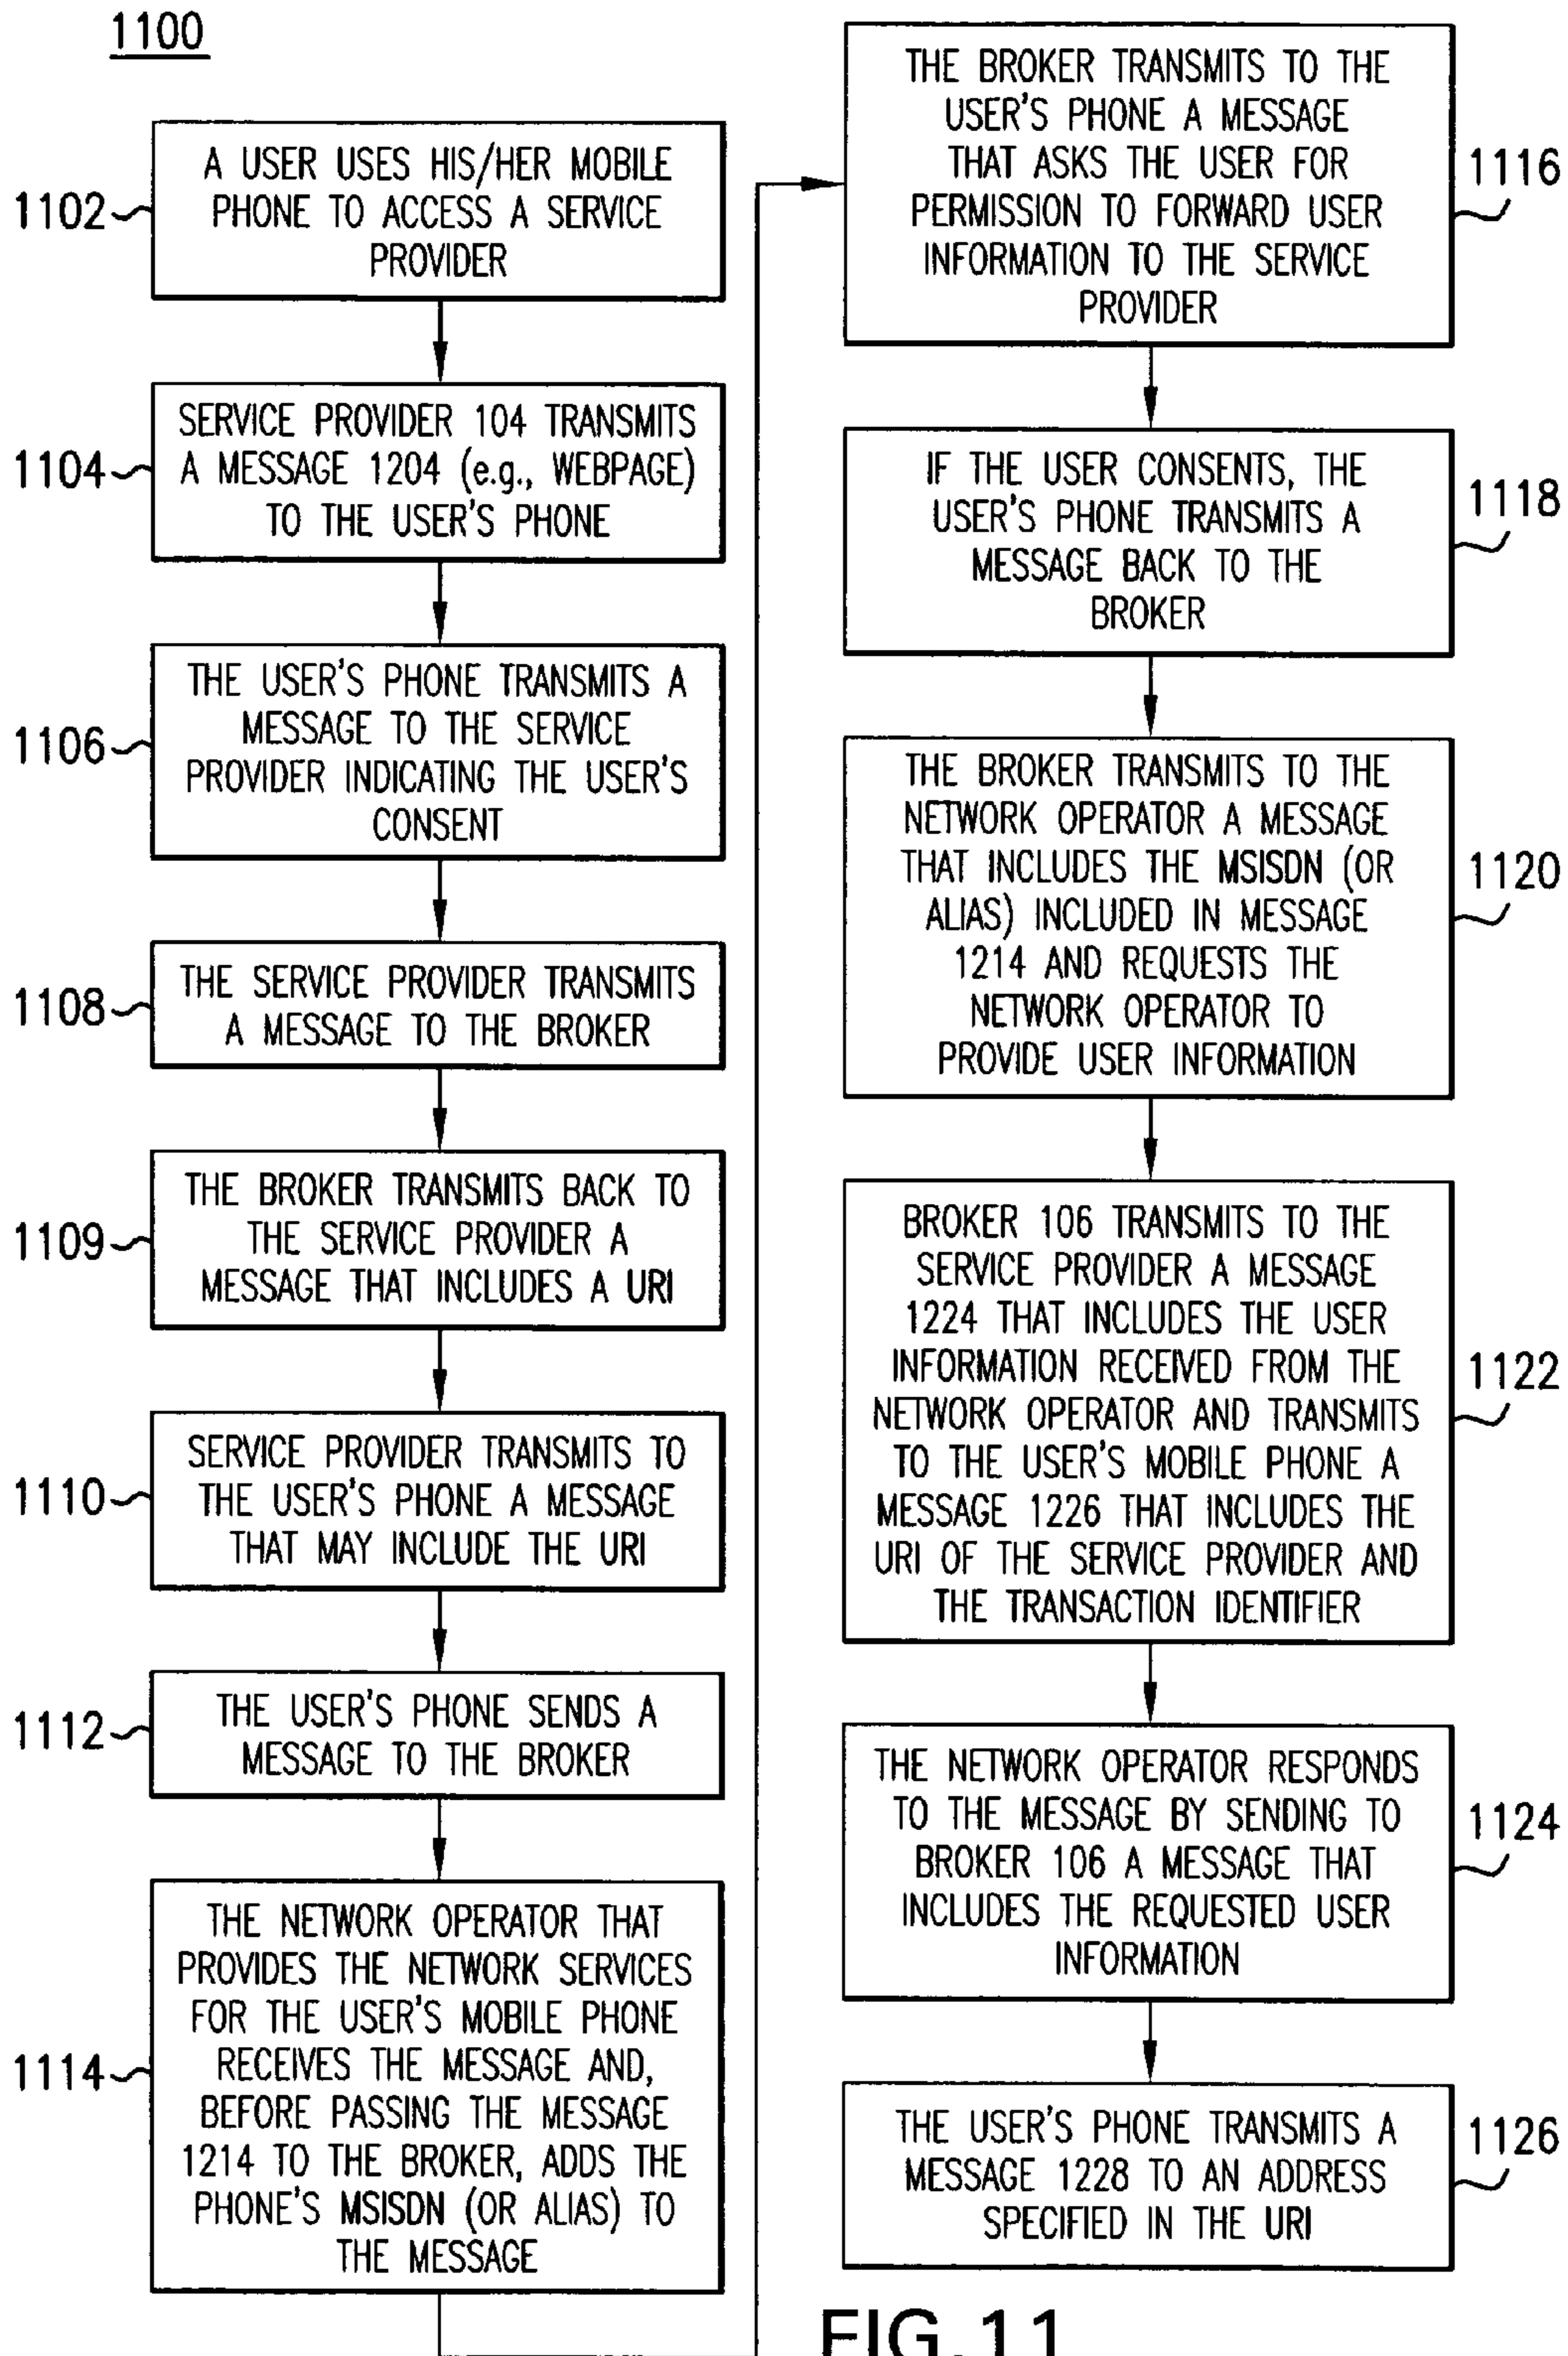 1100
1102
A USER USES HIS/HER MOBILE
PHONE TO ACCESS A SERVICE
PROVIDER
1104
SERVICE PROVIDER 104 TRANSMITS
A MESSAGE 1204 (e.g., WEBPAGE)
TO THE USER'S PHONE
1106
THE USER'S PHONE TRANSMITS A
MESSAGE TO THE SERVICE
PROVIDER INDICATING THE USER'S
CONSENT
1108
THE SERVICE PROVIDER TRANSMITS
A MESSAGE TO THE BROKER
1109
THE BROKER TRANSMITS BACK TO
THE SERVICE PROVIDER A
MESSAGE THAT INCLUDES A URI
1110
SERVICE PROVIDER TRANSMITS TO
THE USER'S PHONE A MESSAGE
THAT MAY INCLUDE THE URI
1112
THE USER'S PHONE SENDS A
MESSAGE TO THE BROKER
1114
THE NETWORK OPERATOR THAT
PROVIDES THE NETWORK SERVICES
FOR THE USER'S MOBILE PHONE
RECEIVES THE MESSAGE AND,
BEFORE PASSING THE MESSAGE
1214 TO THE BROKER, ADDS THE
PHONE'S MSISDN (OR ALIAS) TO
THE MESSAGE
THE BROKER TRANSMITS TO THE
USER'S PHONE A MESSAGE
THAT ASKS THE USER FOR
PERMISSION TO FORWARD USER
INFORMATION TO THE SERVICE
PROVIDER
1116
IF THE USER CONSENTS, THE
USER'S PHONE TRANSMITS A
MESSAGE BACK TO THE
BROKER
1118
THE BROKER TRANSMITS TO THE
NETWORK OPERATOR A MESSAGE
THAT INCLUDES THE MSISDN (OR
ALIAS) INCLUDED IN MESSAGE
1214 AND REQUESTS THE
NETWORK OPERATOR TO
PROVIDE USER INFORMATION
1120
BROKER 106 TRANSMITS TO THE
SERVICE PROVIDER A MESSAGE
1224 THAT INCLUDES THE USER
INFORMATION RECEIVED FROM THE
NETWORK OPERATOR AND TRANSMITS
TO THE USER'S MOBILE PHONE A
MESSAGE 1226 THAT INCLUDES THE
URI OF THE SERVICE PROVIDER AND
THE TRANSACTION IDENTIFIER
1122
THE NETWORK OPERATOR RESPONDS
TO THE MESSAGE BY SENDING TO
BROKER 106 A MESSAGE THAT
INCLUDES THE REQUESTED USER
INFORMATION
1124
THE USER'S PHONE TRANSMITS A
MESSAGE 1228 TO AN ADDRESS
SPECIFIED IN THE URI
1126
FIG.11